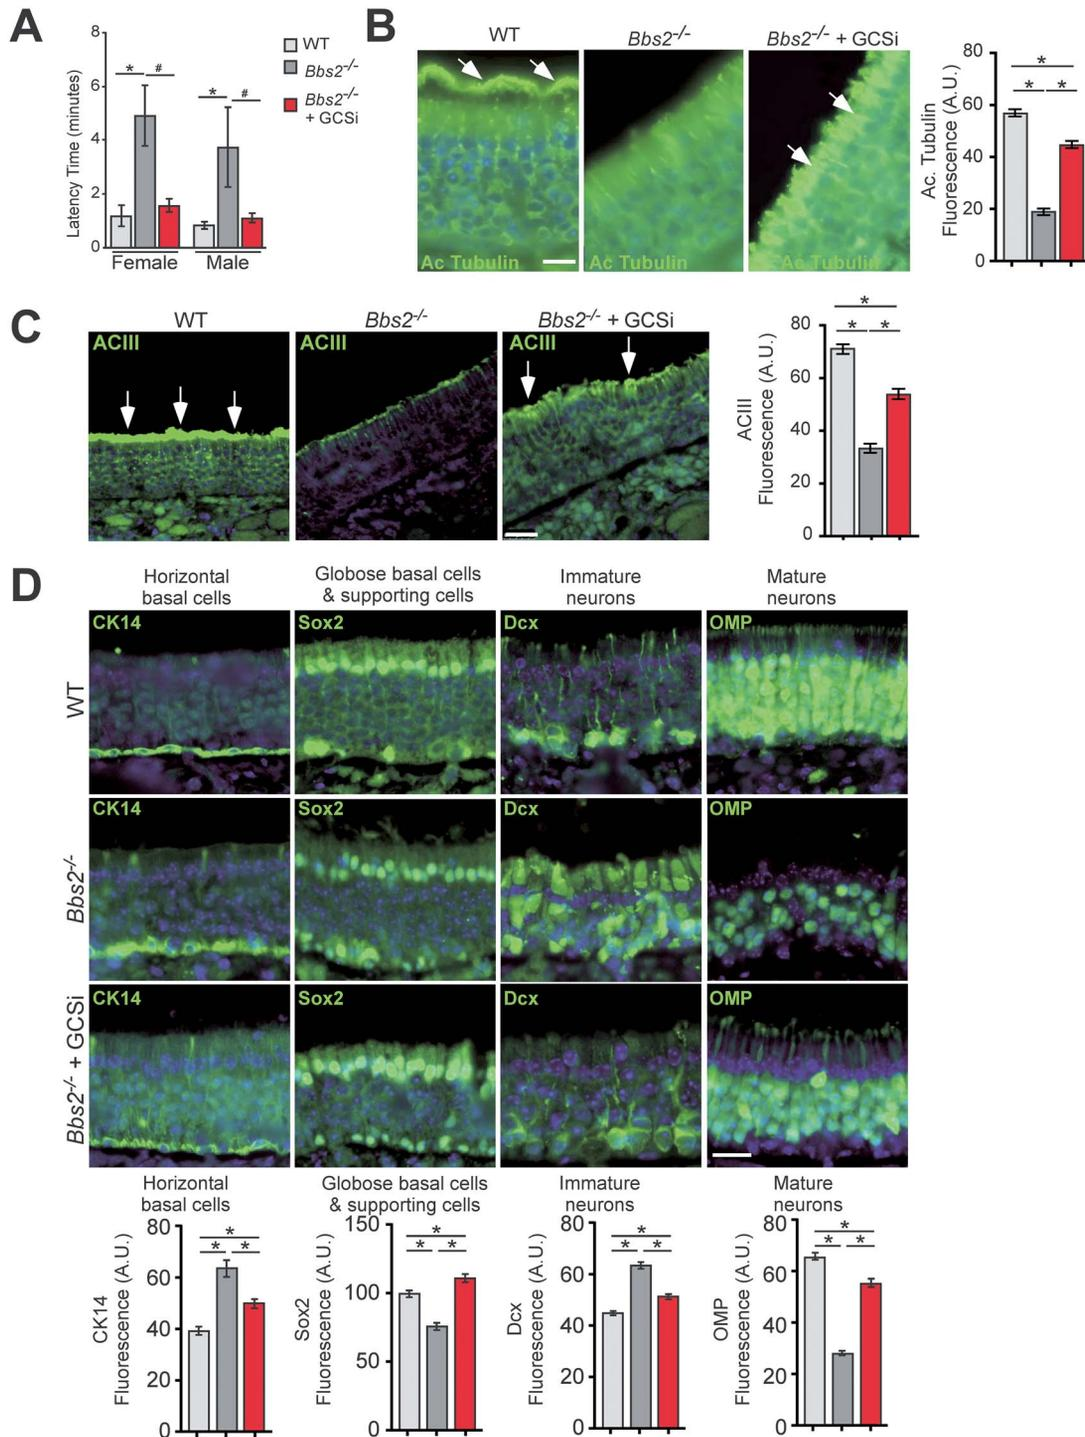 A
8
6
4
2
0
Latency Time (minutes)
* #
* #
Female Male
WT
Bbs2-/-
Bbs2-/-
+ GCSi
B
WT Bbs2-/- Bbs2-/- + GCSi
Ac Tubulin Ac Tubulin Ac Tubulin
Ac. Tubulin
Fluorescence (A.U.)
80
60
40
20
0
*
* *
C
WT Bbs2-/- Bbs2-/- + GCSi
ACIII ACIII ACIII
ACIII
Fluorescence (A.U.)
80
60
40
20
0
*
* *
D
Horizontal
basal cells
Globose basal cells
& supporting cells
Immature
neurons
Mature
neurons
WT
CK14 Sox2 Dcx OMP
Bbs2-/-
CK14 Sox2 Dcx OMP
Bbs2-/- + GCSi
CK14 Sox2 Dcx OMP
Horizontal
basal cells
CK14
Fluorescence (A.U.)
80
60
40
20
0
*
* *
Globose basal cells
& supporting cells
Sox2
Fluorescence (A.U.)
150
100
50
0
*
* *
Immature
neurons
Dcx
Fluorescence (A.U.)
80
60
40
20
0
*
* *
Mature
neurons
OMP
Fluorescence (A.U.)
80
60
40
20
0
*
* *